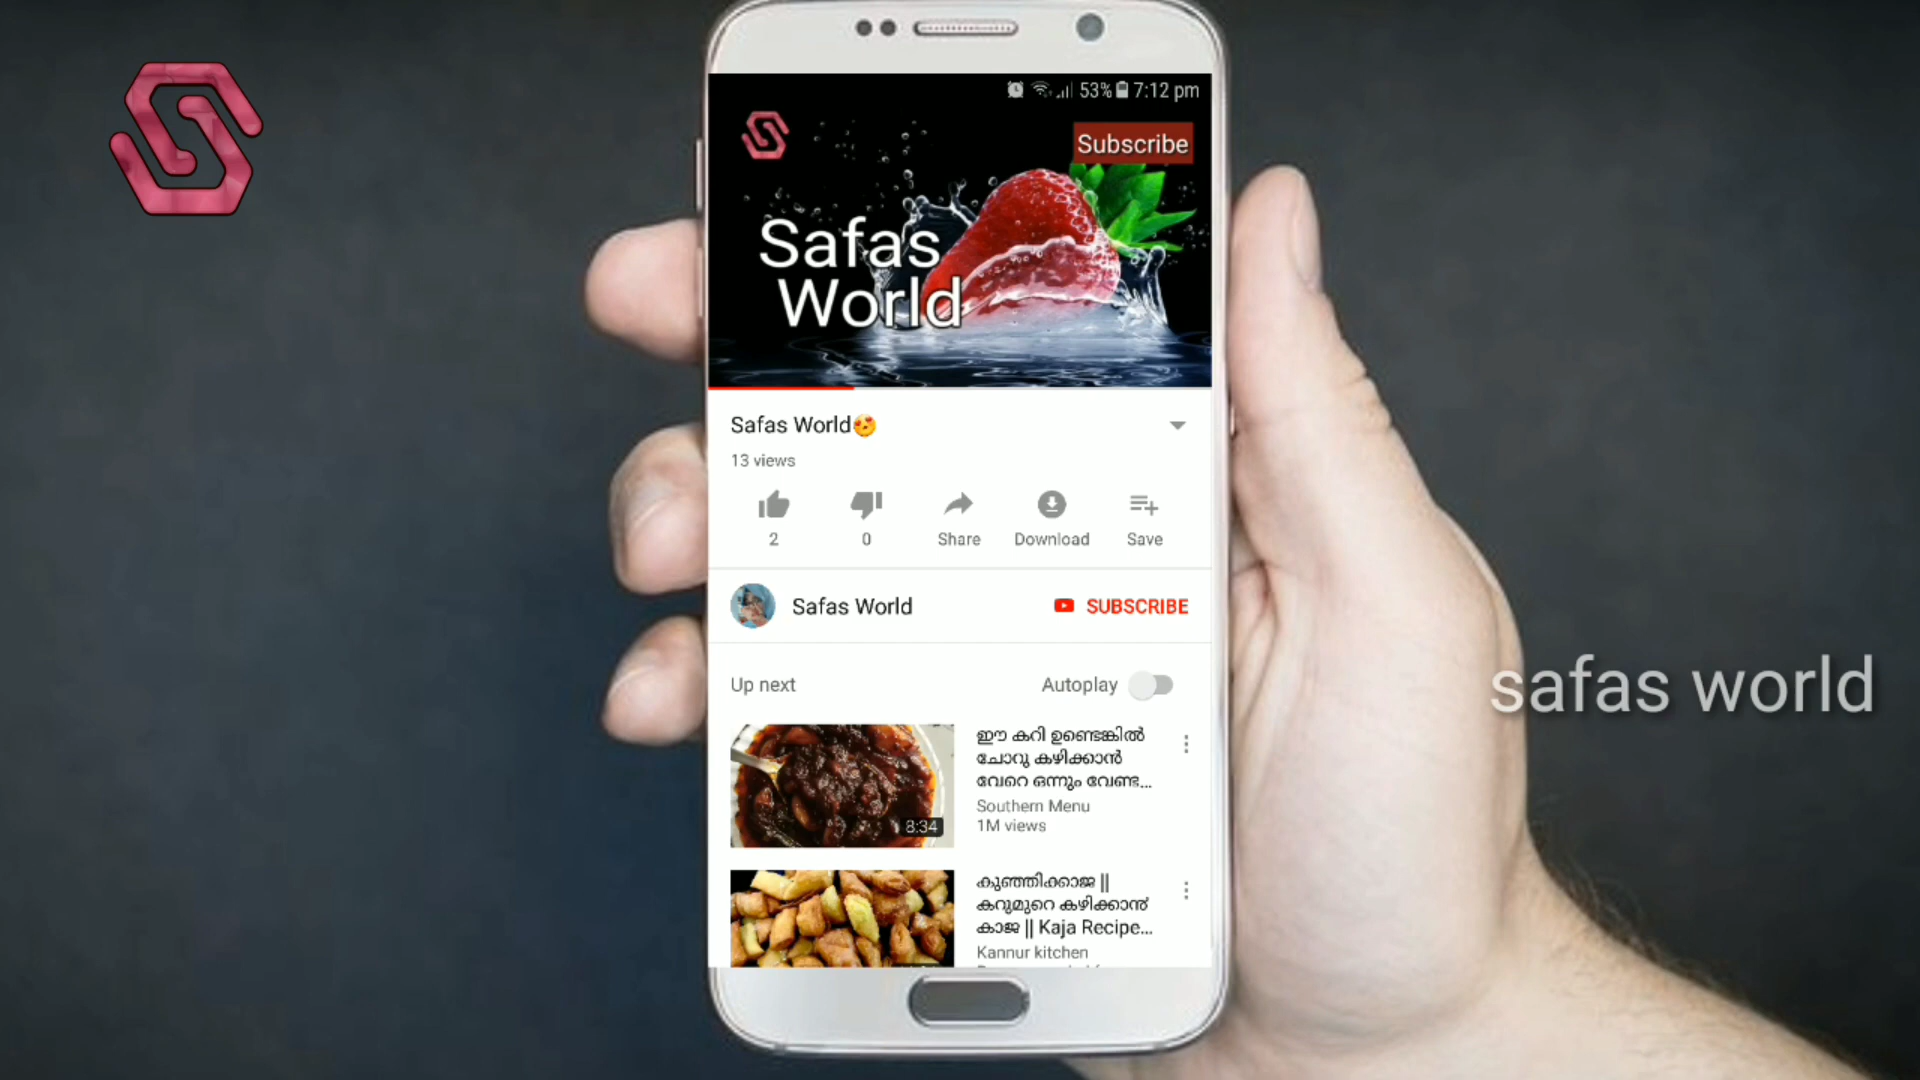 53% 7:12 pm
Subscribe
Safas
World
Safas World😍
13 views
2
0
Share
Download
Save
Safas World
SUBSCRIBE
Up next
Autoplay
ഈ കറി ഉണ്ടെങ്കിൽ
ചോറു കഴിക്കാൻ
വേറെ ഒന്നും വേണ്ട...
Southern Menu
1M views
8:34
കുഞ്ഞിക്കാജ ||
കറുമുറെ കഴിക്കാൻ
കാജ || Kaja Recipe...
Kannur kitchen
safas world